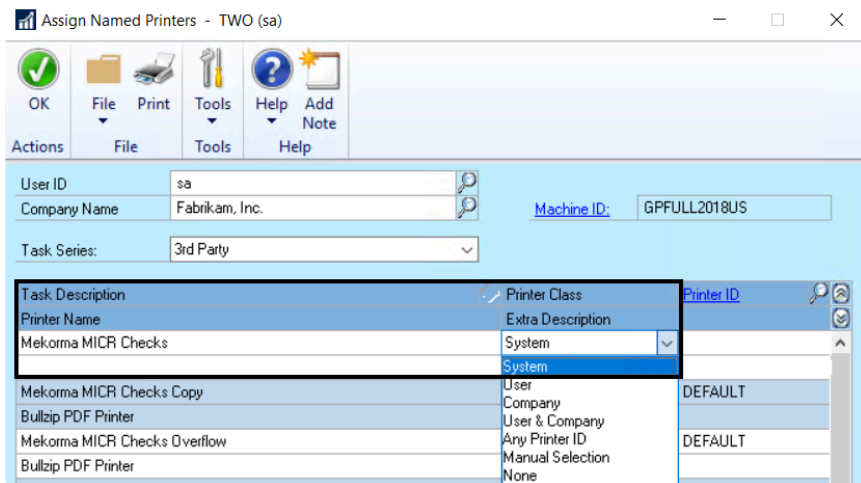 Assign Named Printers - TWO (sa)
OK File Print Tools Help Add Note
Actions File Tools Help
User ID sa
Company Name Fabrikam, Inc. Machine ID: GPFULL2018US
Task Series: 3rd Party
Task Description Printer Class Printer ID
Printer Name Extra Description
Mekorma MICR Checks System
System
User
Mekorma MICR Checks Copy Company DEFAULT
Bullzip PDF Printer User & Company
Mekorma MICR Checks Overflow Any Printer ID DEFAULT
Bullzip PDF Printer Manual Selection
None